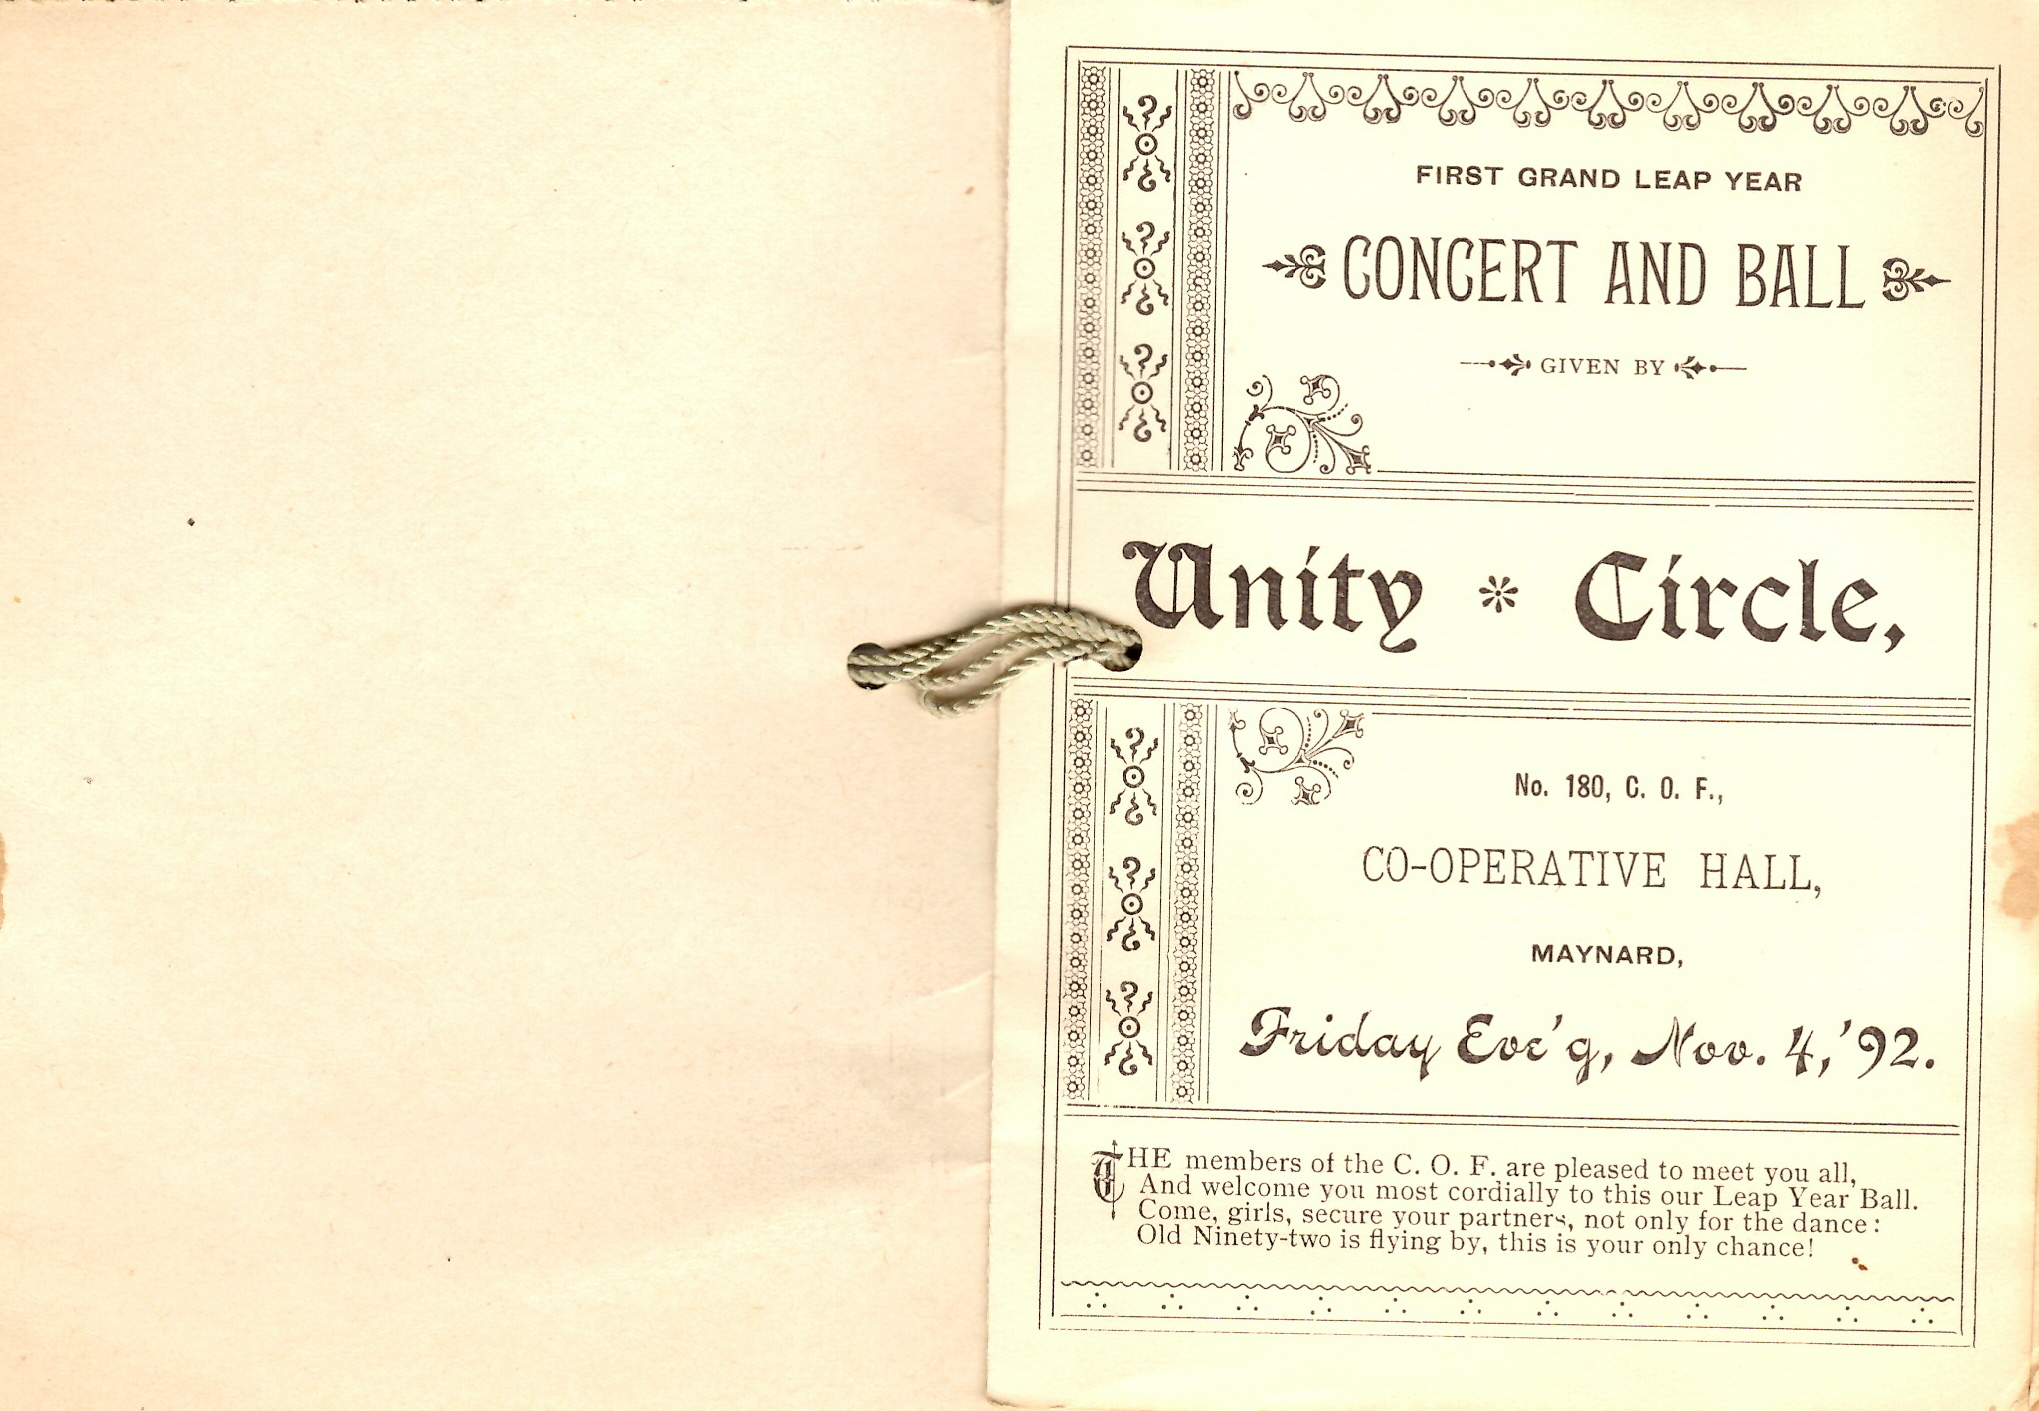 FIRST GRAND LEAP YEAR
CONCERT AND BALL
GIVEN BY
Unity * Circle,
No. 180, C. O. F.,
CO-OPERATIVE HALL,
MAYNARD,
Friday Eve'g, Nov. 4, '92.
THE members of the C. O. F. are pleased to meet you all,
And welcome you most cordially to this our Leap Year Ball.
Come, girls, secure your partners, not only for the dance:
Old Ninety-two is flying by, this is your only chance!